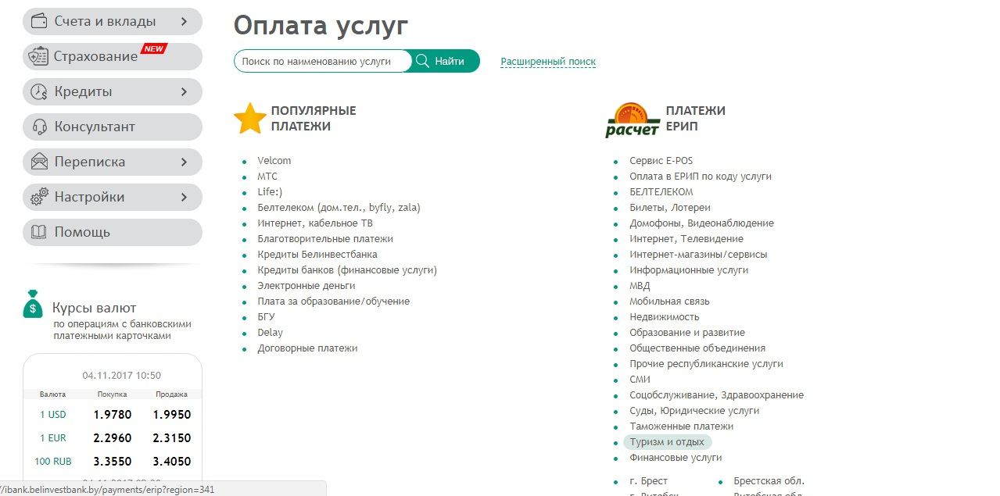 Счета и вклады
Страхование
NEW
Кредиты
Консультант
Переписка
Настройки
Помощь
Курсы валют
по операциям с банковскими
платежными карточками
04.11.2017 10:50
Валюта Покупка Продажа
1 USD 1.9780 1.9950
1 EUR 2.2960 2.3150
100 RUB 3.3550 3.4050
Оплата услуг
Поиск по наименованию услуги
Найти
Расширенный поиск
ПОПУЛЯРНЫЕ
ПЛАТЕЖИ
Velcom
МТС
Life:)
Белтелеком (дом.тел., byfly, zala)
Интернет, кабельное ТВ
Благотворительные платежи
Кредиты Белинвестбанка
Кредиты банков (финансовые услуги)
Электронные деньги
Плата за образование/обучение
БГУ
Delay
Договорные платежи
расчет
ПЛАТЕЖИ
ЕРИП
Сервис E-POS
Оплата в ЕРИП по коду услуги
БЕЛТЕЛЕКОМ
Билеты, Лотереи
Домофоны, Видеонаблюдение
Интернет, Телевидение
Интернет-магазины/сервисы
Информационные услуги
МВД
Мобильная связь
Недвижимость
Образование и развитие
Общественные объединения
Прочие республиканские услуги
СМИ
Соцобслуживание, Здравоохранение
Суды, Юридические услуги
Таможенные платежи
Туризм и отдых
Финансовые услуги
г. Брест Брестская обл.
/ibank.belinvestbank.by/payments/erip?region=341